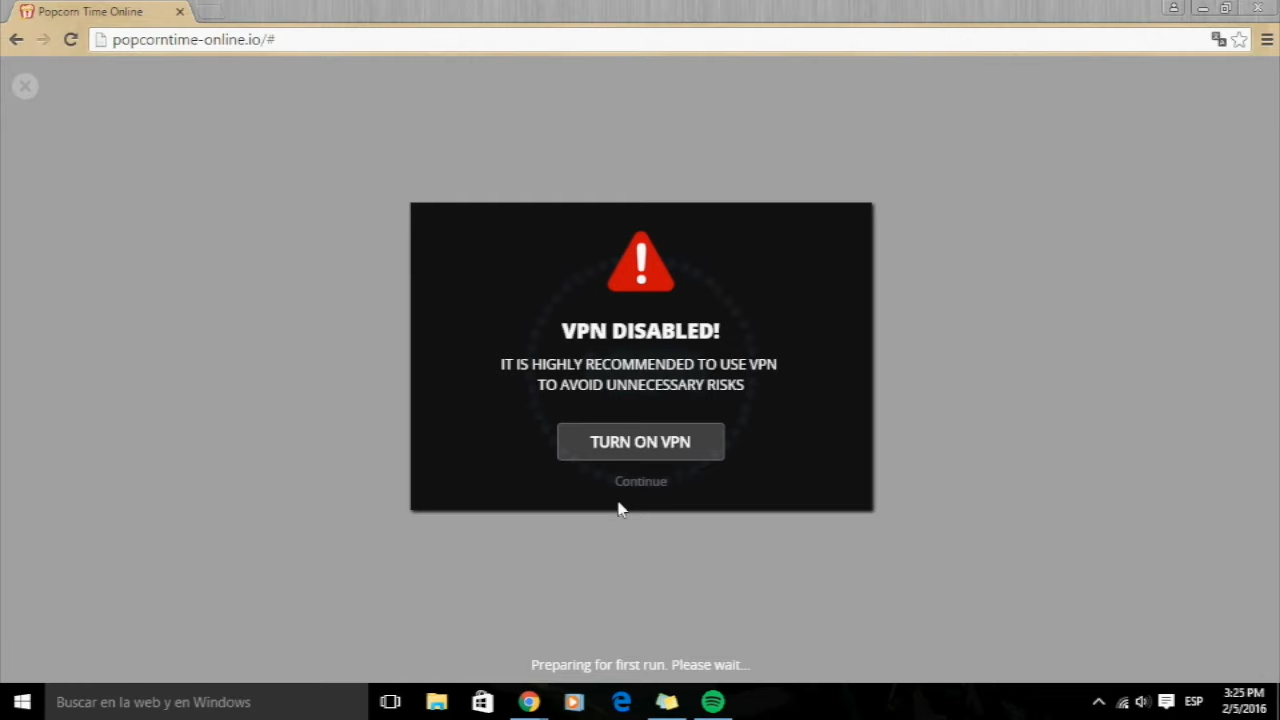 Popcorn Time Online
popcorntime-online.io/#
VPN DISABLED!
IT IS HIGHLY RECOMMENDED TO USE VPN
TO AVOID UNNECESSARY RISKS
TURN ON VPN
Continue
Preparing for first run. Please wait...
Buscar en la web y en Windows
ESP
3:25 PM
2/5/2016